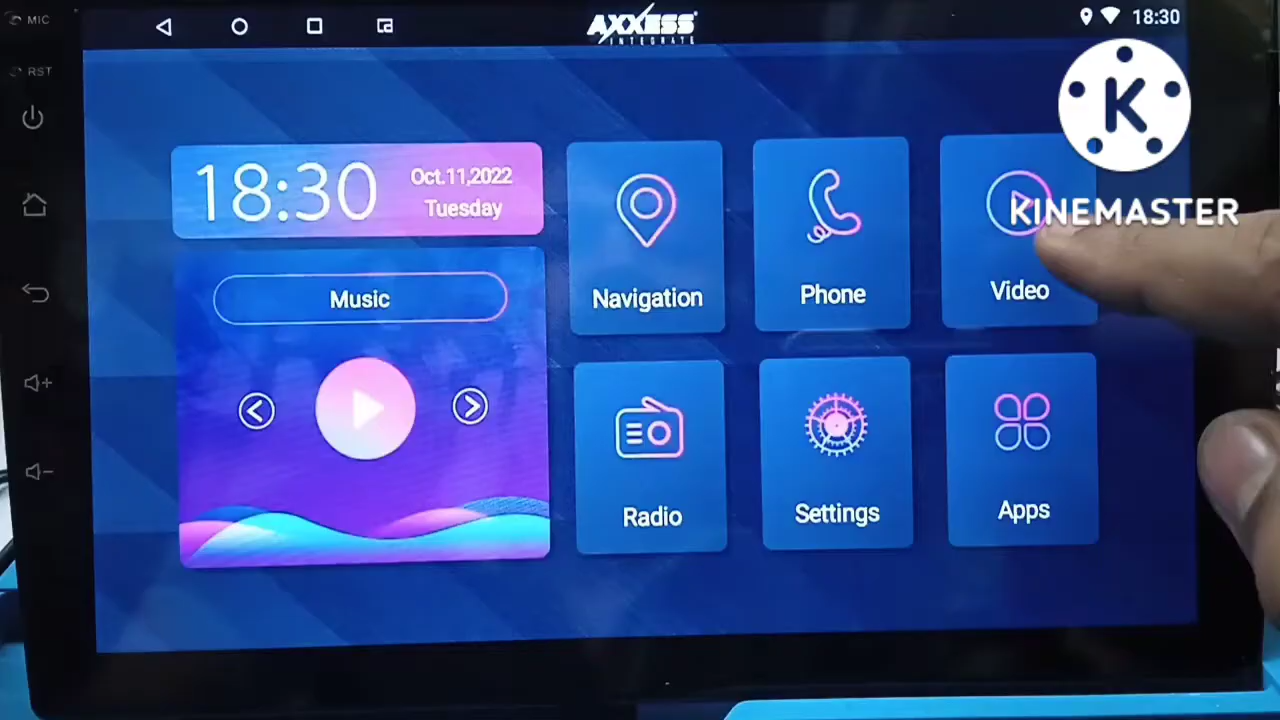 MIC
RST
AXXESS
INTEGRATE
18:30
K
KINEMASTER
18:30
Oct.11,2022
Tuesday
Music
Navigation
Phone
Video
Radio
Settings
Apps